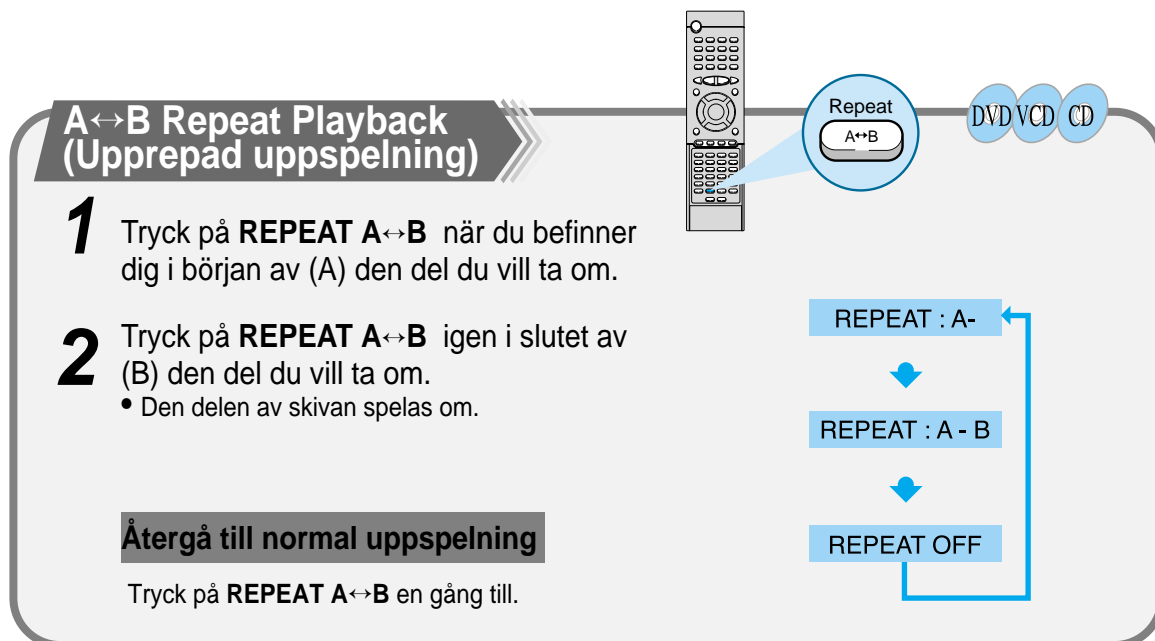 A↔B Repeat Playback
(Upprepad uppspelning)
Repeat
A↔B
DVD VCD CD
1 Tryck på REPEAT A↔B när du befinner
dig i början av (A) den del du vill ta om.
2 Tryck på REPEAT A↔B igen i slutet av
(B) den del du vill ta om.
• Den delen av skivan spelas om.
Återgå till normal uppspelning
Tryck på REPEAT A↔B en gång till.
REPEAT : A-
REPEAT : A - B
REPEAT OFF